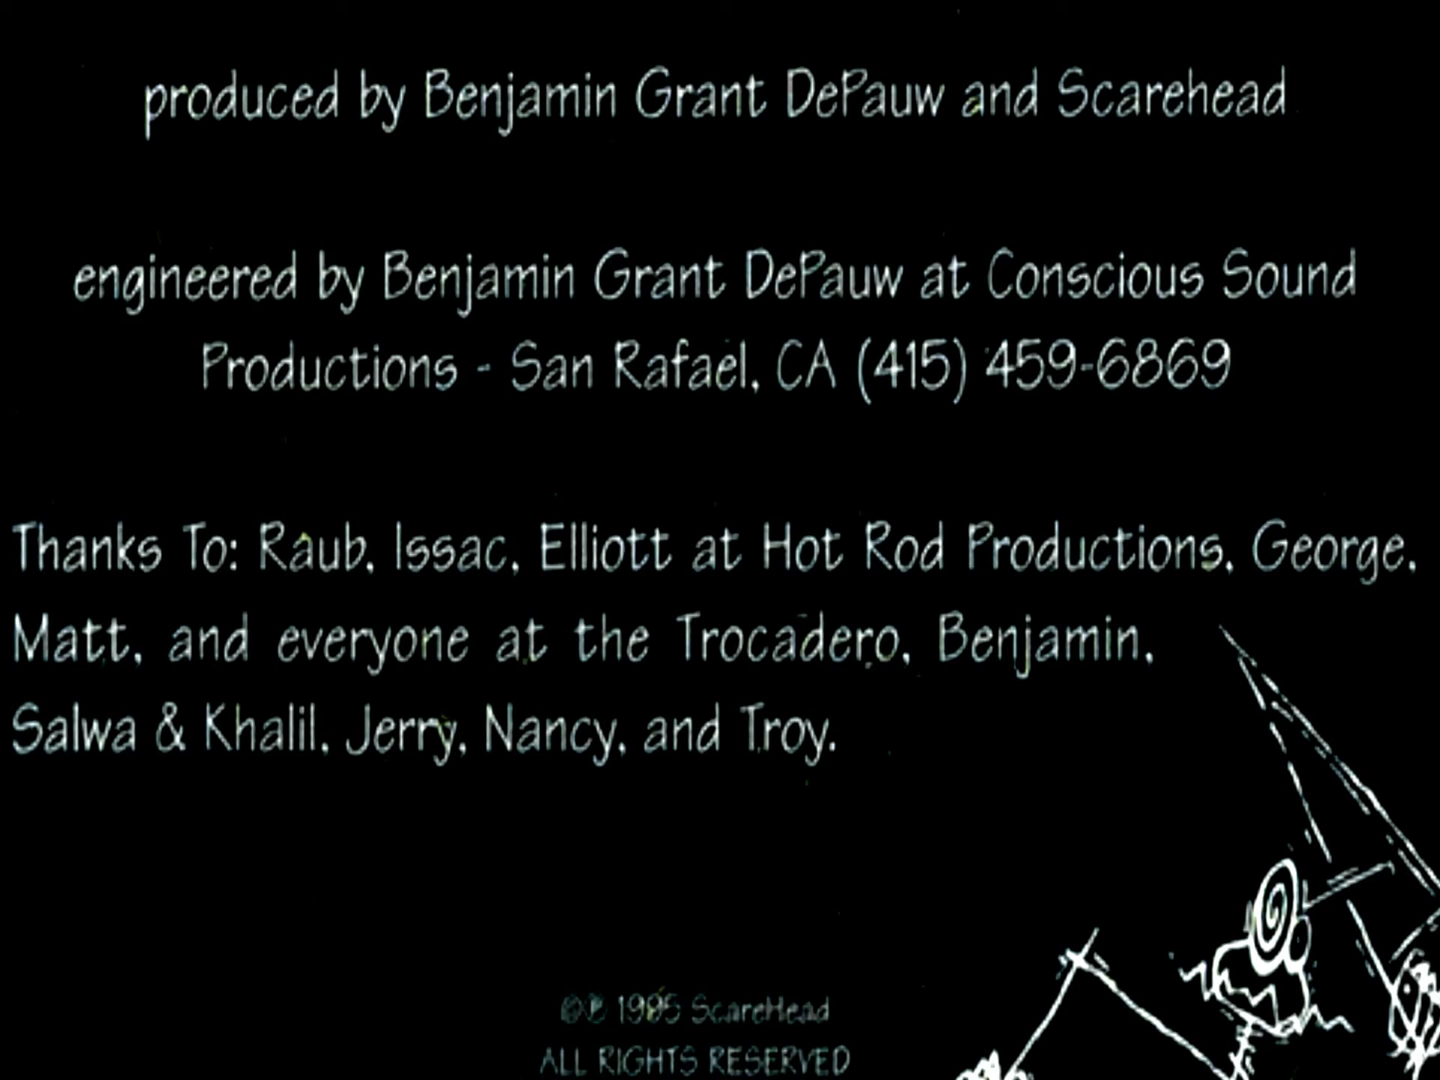 produced by Benjamin Grant DePauw and Scarehead
engineered by Benjamin Grant DePauw at Conscious Sound
Productions - San Rafael, CA (415) 459-6869
Thanks To: Raub, Issac, Elliott at Hot Rod Productions, George,
Matt, and everyone at the Trocadero, Benjamin,
Salwa & Khalil, Jerry, Nancy, and Troy.
©℗ 1995 ScareHead
ALL RIGHTS RESERVED